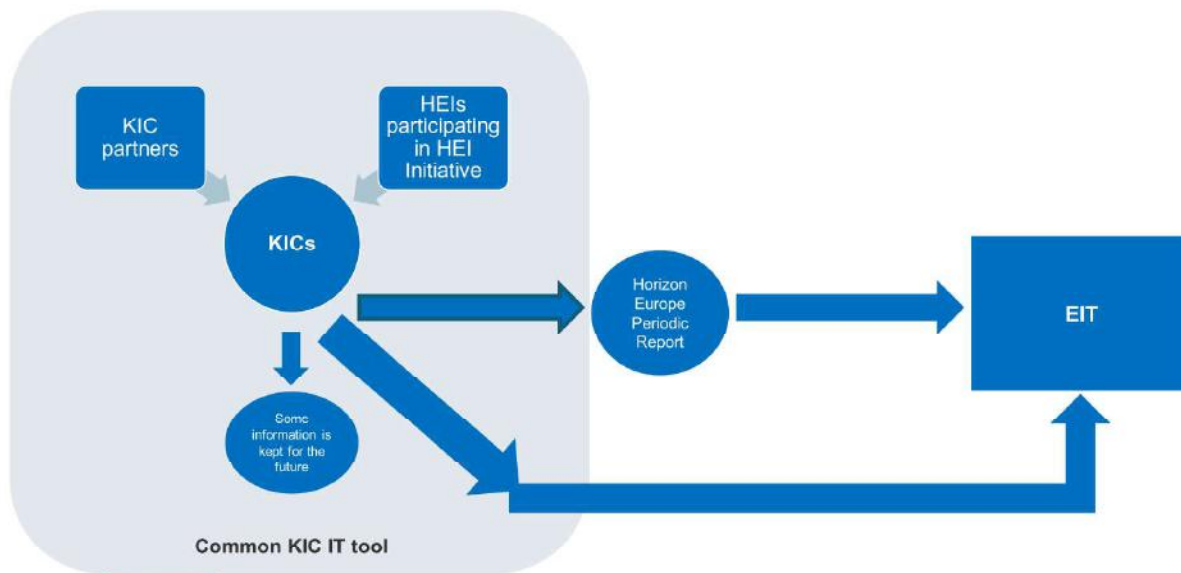 KIC
partners
HEIs
participating
in HEI
Initiative
KICs
Horizon
Europe
Periodic
Report
EIT
Some
information is
kept for the
future
Common KIC IT tool